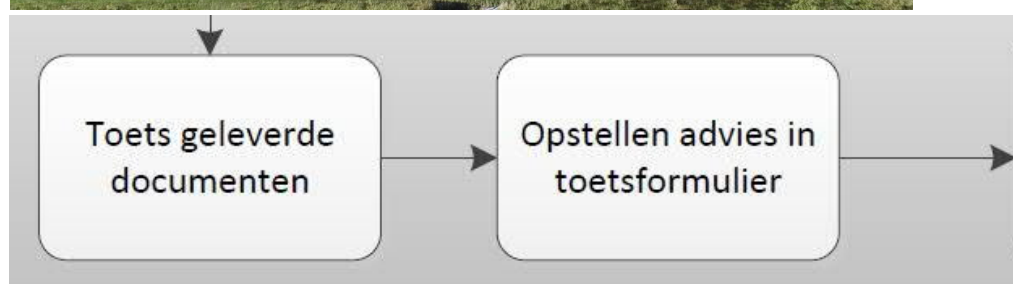 Toets geleverde
documenten
Opstellen advies in
toetsformulier